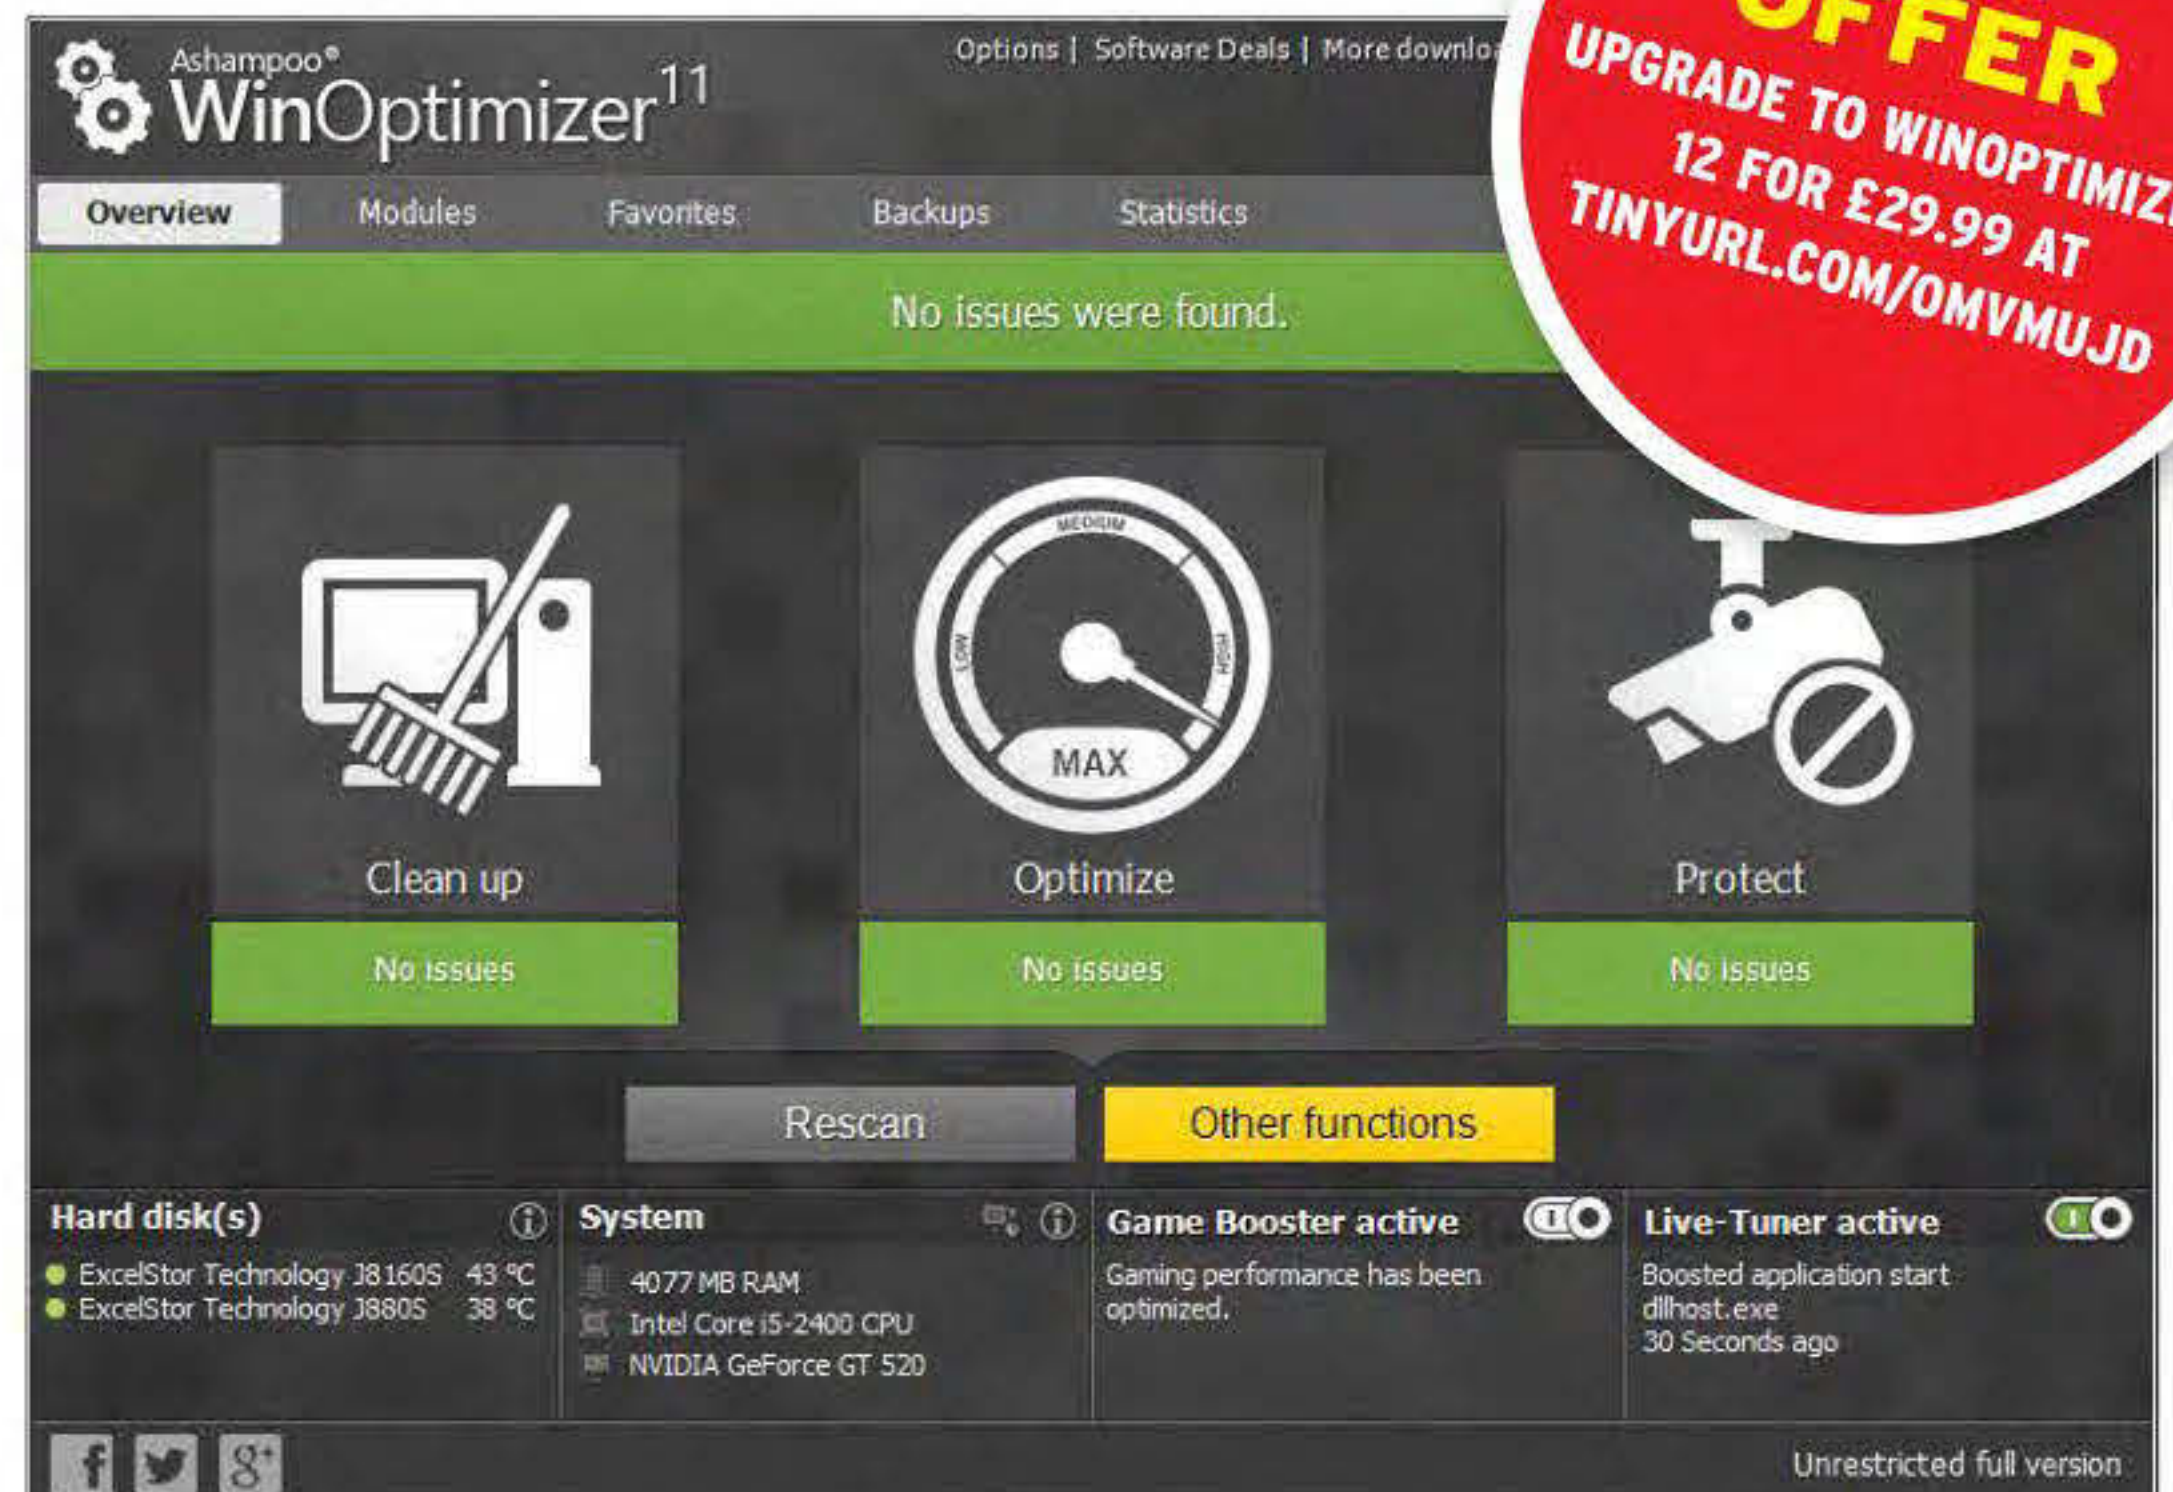 Ashampoo®
WinOptimizer 11
Options | Software Deals | More downlo
OFFER
UPGRADE TO WINOPTIMIZ
12 FOR £29.99 AT
TINYURL.COM/OMVMUJD
Overview Modules Favorites Backups Statistics
No issues were found.
LOW MEDIUM HIGH
MAX
Clean up Optimize Protect
No issues No issues No issues
Rescan Other functions
Hard disk(s)
ExcelStor Technology J8160S 43 °C
ExcelStor Technology J880S 38 °C
System
4077 MB RAM
Intel Core i5-2400 CPU
NVIDIA GeForce GT 520
Game Booster active
Gaming performance has been
optimized.
Live-Tuner active
Boosted application start
dllhost.exe
30 Seconds ago
Unrestricted full version